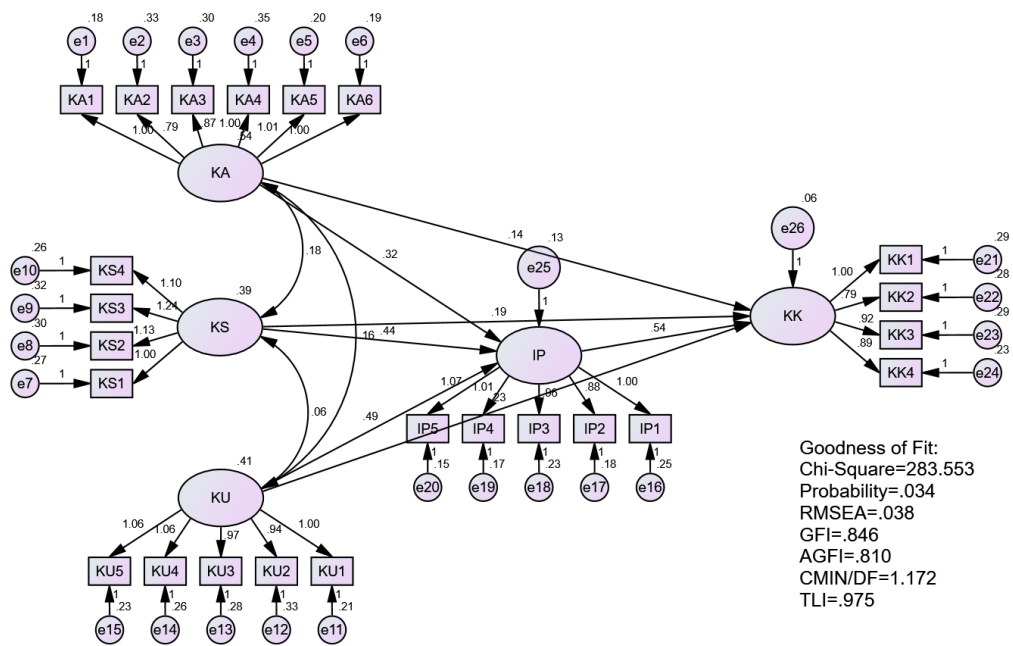 .18 .33 .30 .35 .20 .19
e1 e2 e3 e4 e5 e6
1 1 1 1 1 1
KA1 KA2 KA3 KA4 KA5 KA6
1.00 .79 .87 1.00 1.01 1.00
.54
KA
.06
e26
1
.14 .13
e25
1
.18
.32
.26
e10 1 KS4
.32
e9 1 KS3
.30
e8 1 KS2
.27
e7 1 KS1
1.10
1.24
1.13
1.00
.39
KS
.19
.16 .44
IP
.54
KK
1.00
.79
.92
.89
KK1 1 e21 .29
KK2 1 e22 .28
KK3 1 e23 .29
KK4 1 e24 .23
1.07 1.01 .23 .88 1.00
IP5 IP4 IP3 IP2 IP1
1 1 1 1 1
.15 .17 .23 .18 .25
e20 e19 e18 e17 e16
.06
.49
.41
KU
1.06 1.06 .97 .94 1.00
KU5 KU4 KU3 KU2 KU1
1 1 1 1 1
.23 .26 .28 .33 .21
e15 e14 e13 e12 e11
Goodness of Fit:
Chi-Square=283.553
Probability=.034
RMSEA=.038
GFI=.846
AGFI=.810
CMIN/DF=1.172
TLI=.975